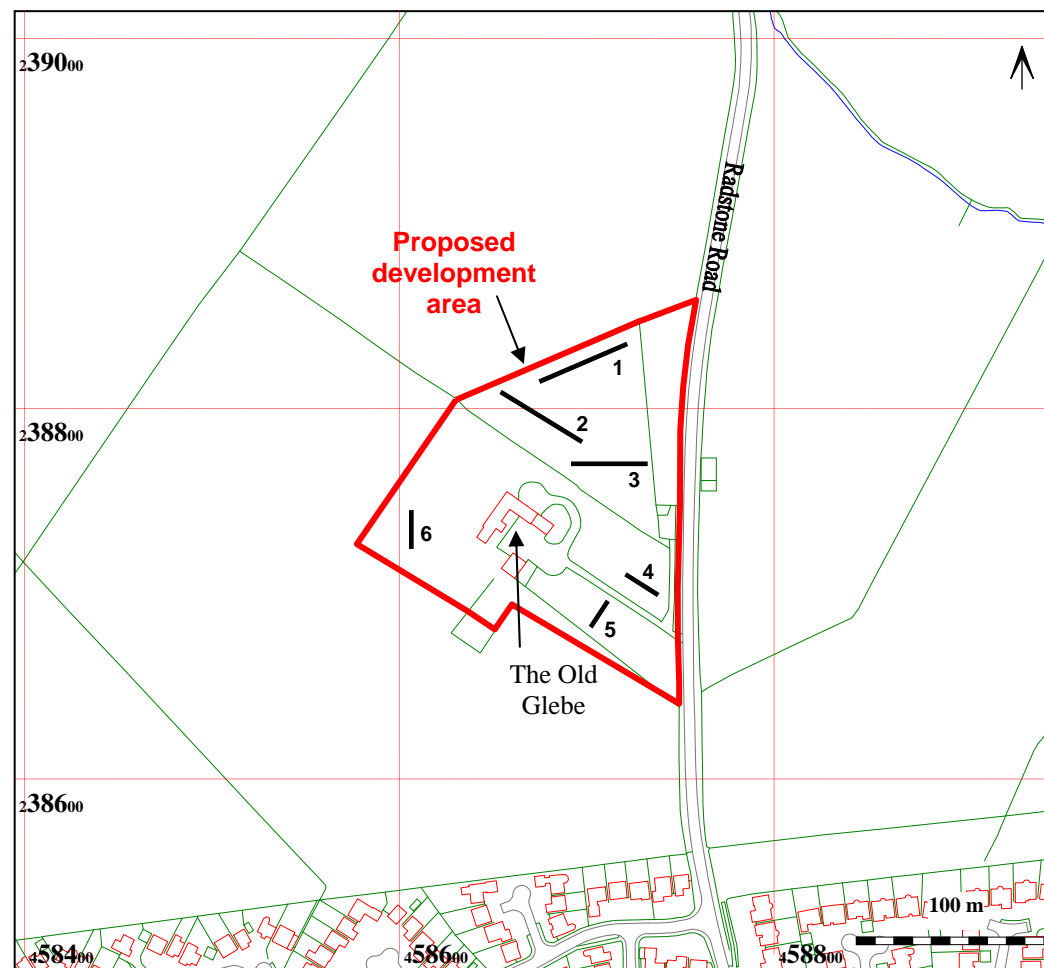 239000
Radstone Road
Proposed
development
area
1
238800
2
3
6
4
5
The Old
Glebe
238600
100 m
458400
458600
458800